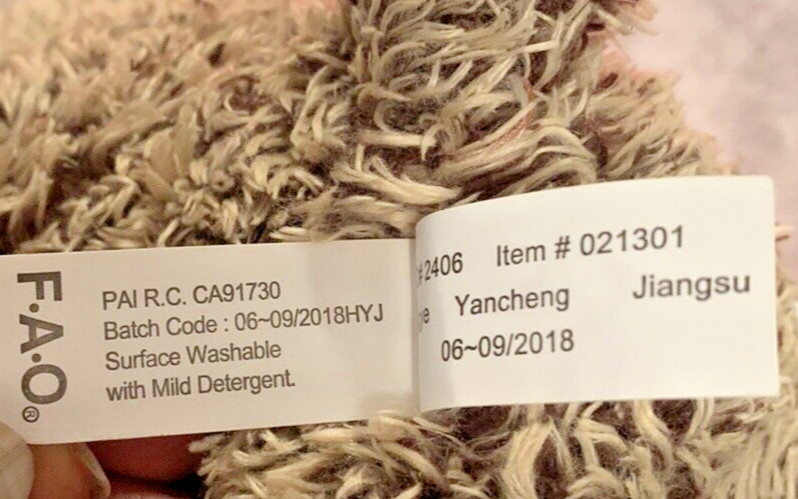 F.A.O®
PAI R.C. CA91730
Batch Code : 06~09/2018HYJ
Surface Washable
with Mild Detergent.
#2406 Item # 021301
Yancheng Jiangsu
06~09/2018